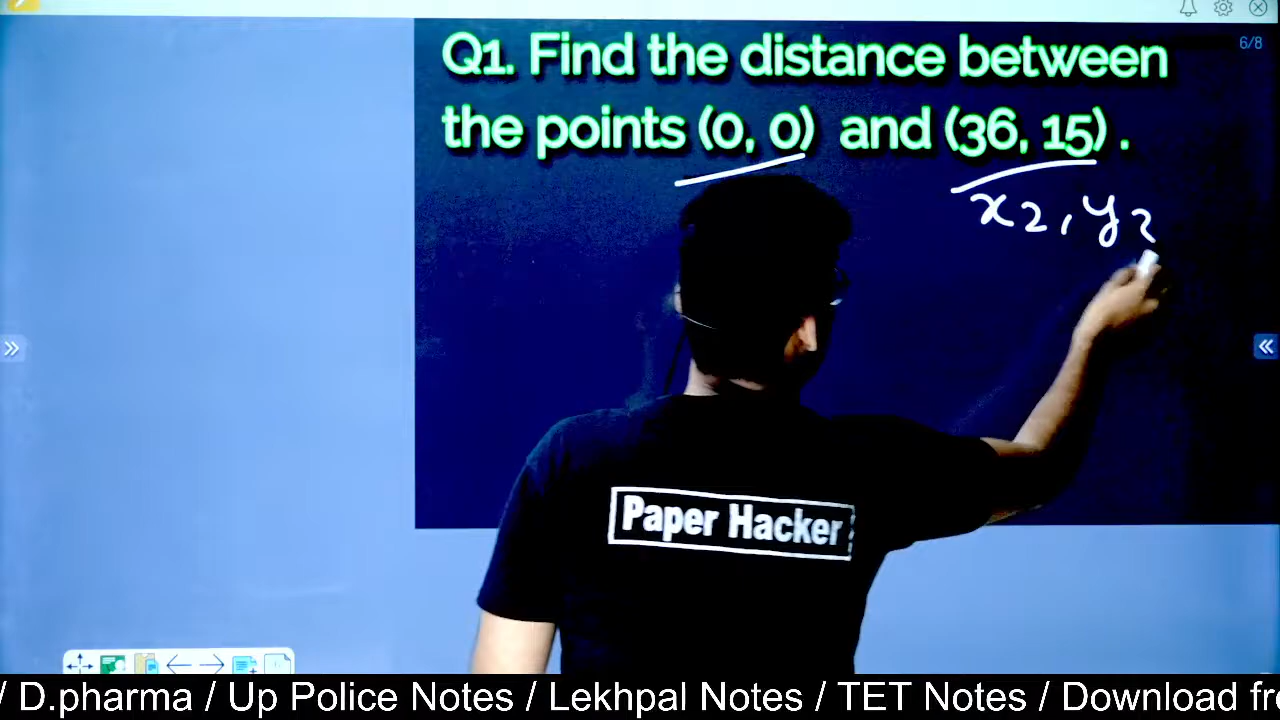 6/8
Q1. Find the distance between
the points (0, 0) and (36, 15) .
x2, y2
Paper Hacker
/ D.pharma / Up Police Notes / Lekhpal Notes / TET Notes / Download